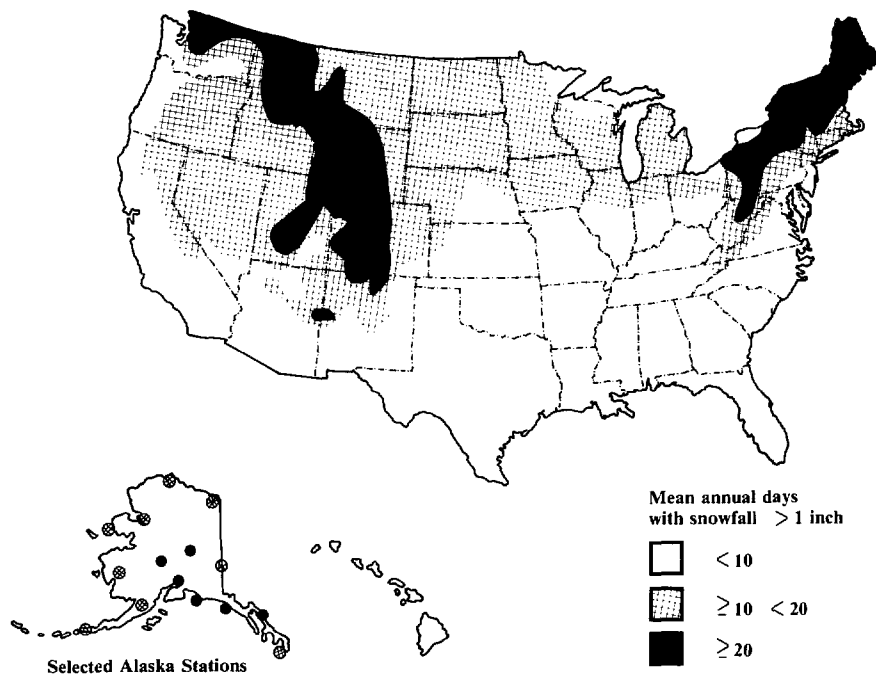 Mean annual days
with snowfall > 1 inch
< 10
≥ 10 < 20
≥ 20
Selected Alaska Stations